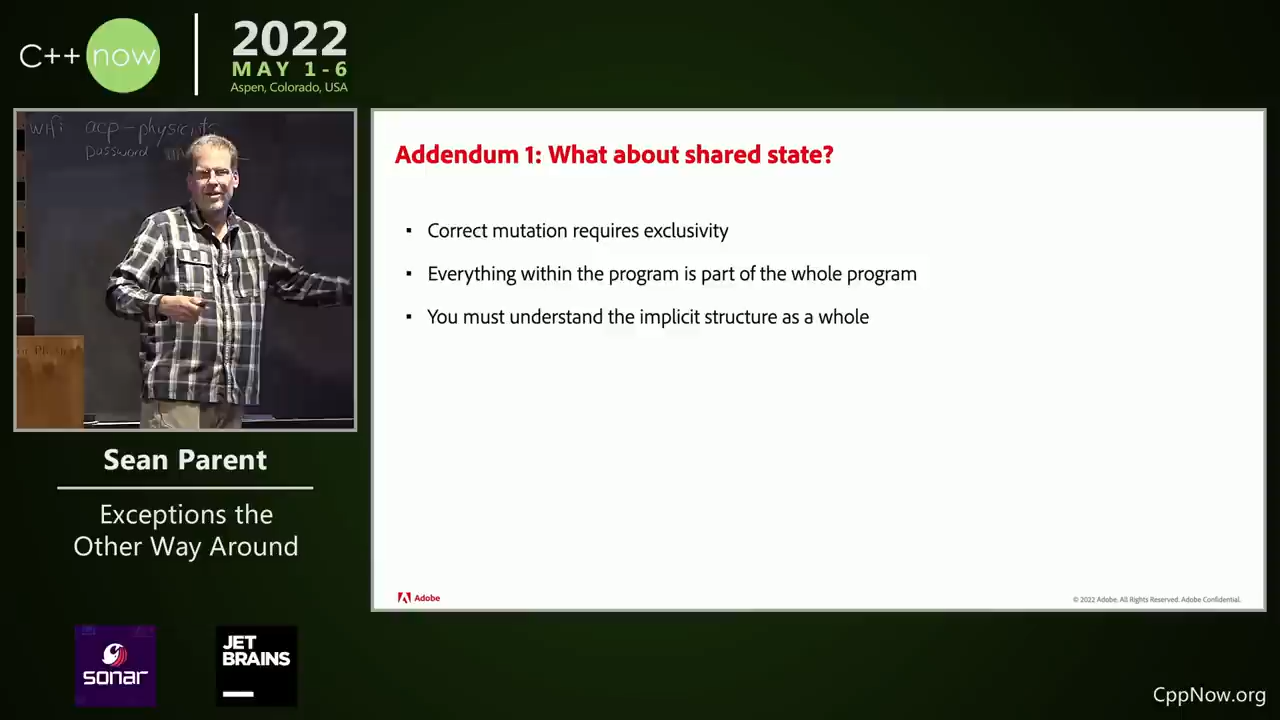 C++ now
2022
MAY 1-6
Aspen, Colorado, USA
wifi acp-physicists
password
Addendum 1: What about shared state?
▪ Correct mutation requires exclusivity
▪ Everything within the program is part of the whole program
▪ You must understand the implicit structure as a whole
Adobe
© 2022 Adobe. All Rights Reserved. Adobe Confidential.
Sean Parent
Exceptions the
Other Way Around
sonar
JET
BRAINS
CppNow.org